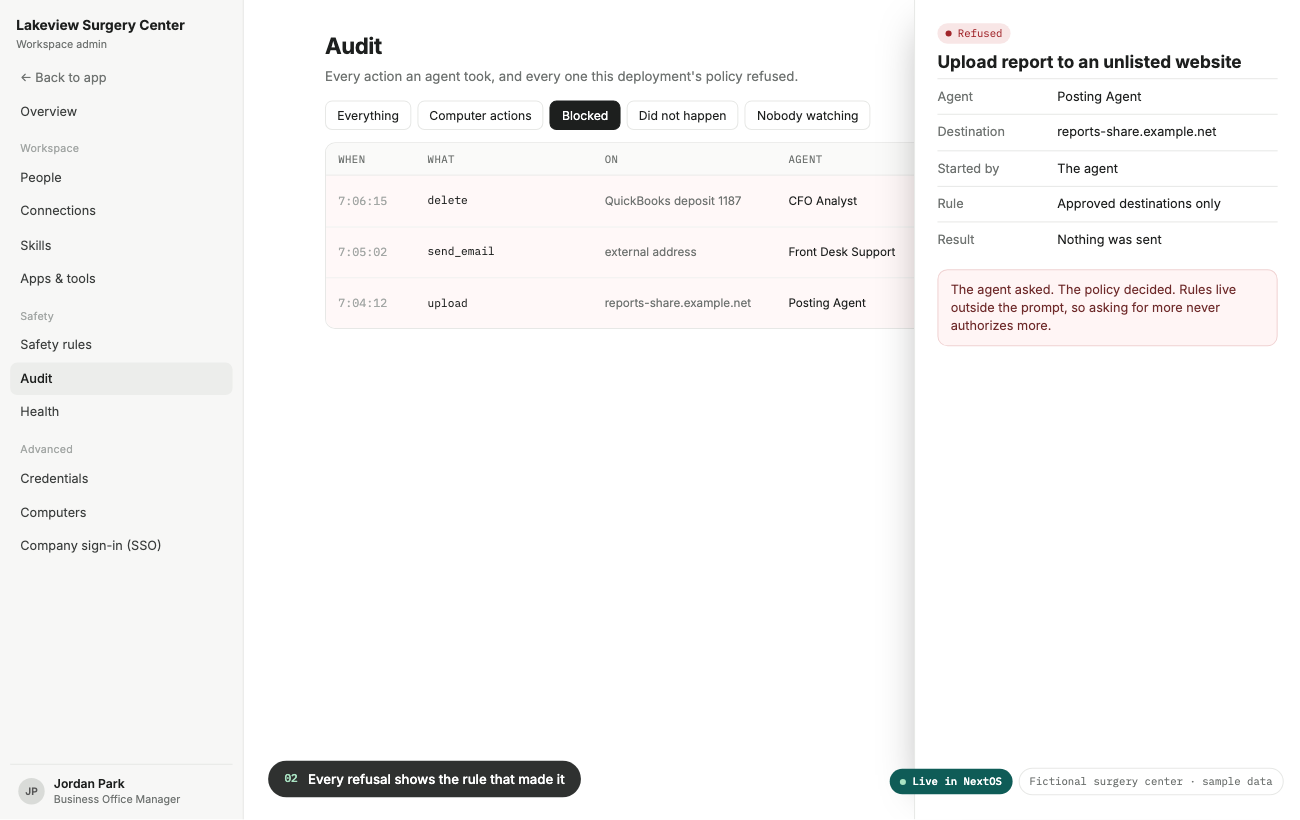 Lakeview Surgery Center
Workspace admin
← Back to app
Overview
Workspace
People
Connections
Skills
Apps & tools
Safety
Safety rules
Audit
Health
Advanced
Credentials
Computers
Company sign-in (SSO)
JP
Jordan Park
Business Office Manager
Audit
Every action an agent took, and every one this deployment's policy refused.
Everything Computer actions Blocked Did not happen Nobody watching
WHEN WHAT ON AGENT
7:06:15 delete QuickBooks deposit 1187 CFO Analyst
7:05:02 send_email external address Front Desk Support
7:04:12 upload reports-share.example.net Posting Agent
02 Every refusal shows the rule that made it
Refused
Upload report to an unlisted website
Agent Posting Agent
Destination reports-share.example.net
Started by The agent
Rule Approved destinations only
Result Nothing was sent
The agent asked. The policy decided. Rules live
outside the prompt, so asking for more never
authorizes more.
Live in NextOS
Fictional surgery center · sample data